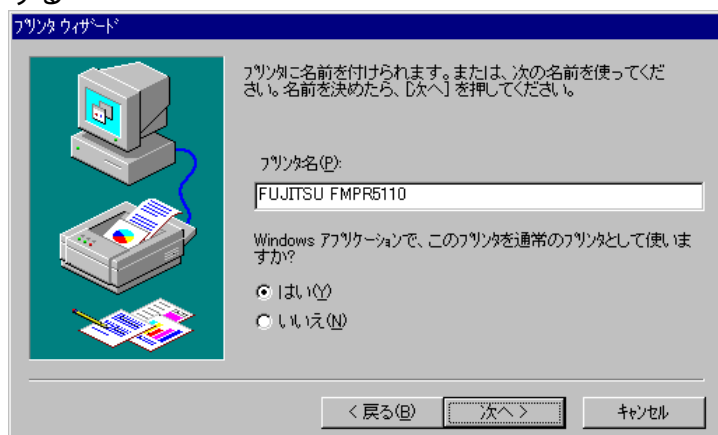 する
プリンタ ウィザード
プリンタに名前を付けられます。または、次の名前を使ってくだ
さい。名前を決めたら、[次へ] を押してください。
プリンタ名(P):
FUJITSU FMPR5110
Windows アプリケーションで、このプリンタを通常のプリンタとして使いま
すか?
はい(Y)
いいえ(N)
< 戻る(B)
次へ >
キャンセル